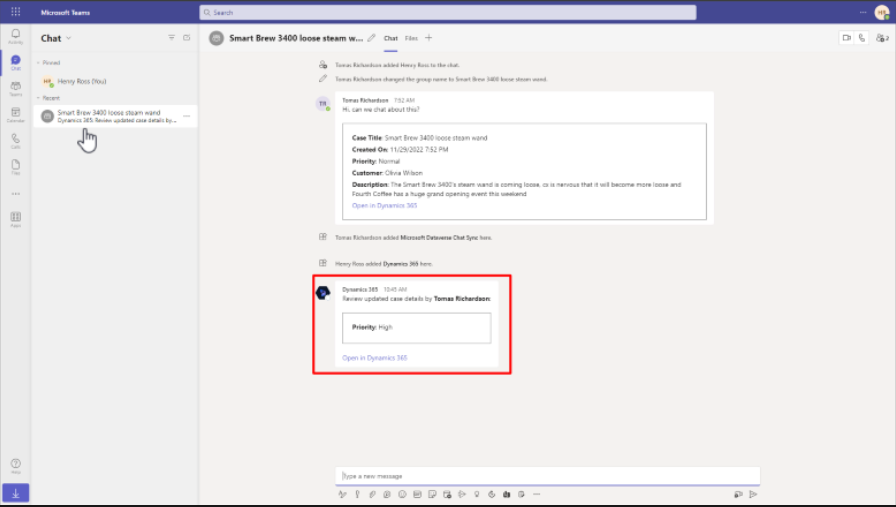 Microsoft Teams
Search
HR
Activity
Chat
Teams
Calendar
Calls
Files
Apps
Help
Chat
Pinned
HR Henry Ross (You)
Recent
Smart Brew 3400 loose steam wand
Dynamics 365: Review updated case details by...
Smart Brew 3400 loose steam w... Chat Files
2
Tomas Richardson added Henry Ross to the chat.
Tomas Richardson changed the group name to Smart Brew 3400 loose steam wand.
TR
Tomas Richardson 7:52 AM
Hi, can we chat about this?
Case Title: Smart Brew 3400 loose steam wand
Created On: 11/29/2022 7:52 PM
Priority: Normal
Customer: Olivia Wilson
Description: The Smart Brew 3400's steam wand is coming loose, cs is nervous that it will become more loose and
Fourth Coffee has a huge grand opening event this weekend
Open in Dynamics 365
Tomas Richardson added Microsoft Dataverse Chat Sync here.
Henry Ross added Dynamics 365 here.
Dynamics 365 10:45 AM
Review updated case details by Tomas Richardson:
Priority: High
Open in Dynamics 365
Type a new message